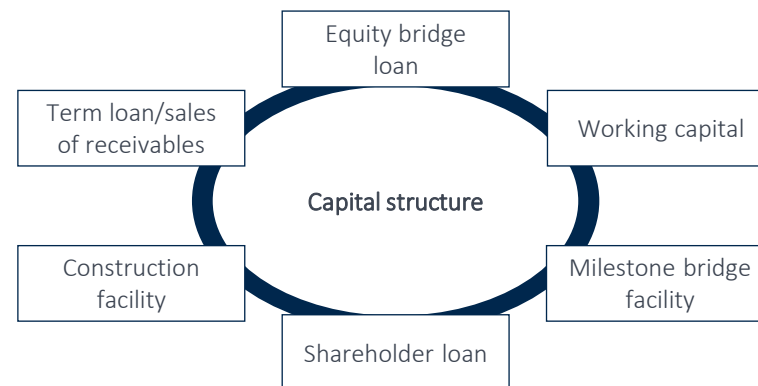 Equity bridge
loan
Term loan/sales
of receivables
Working capital
Capital structure
Construction
facility
Milestone bridge
facility
Shareholder loan